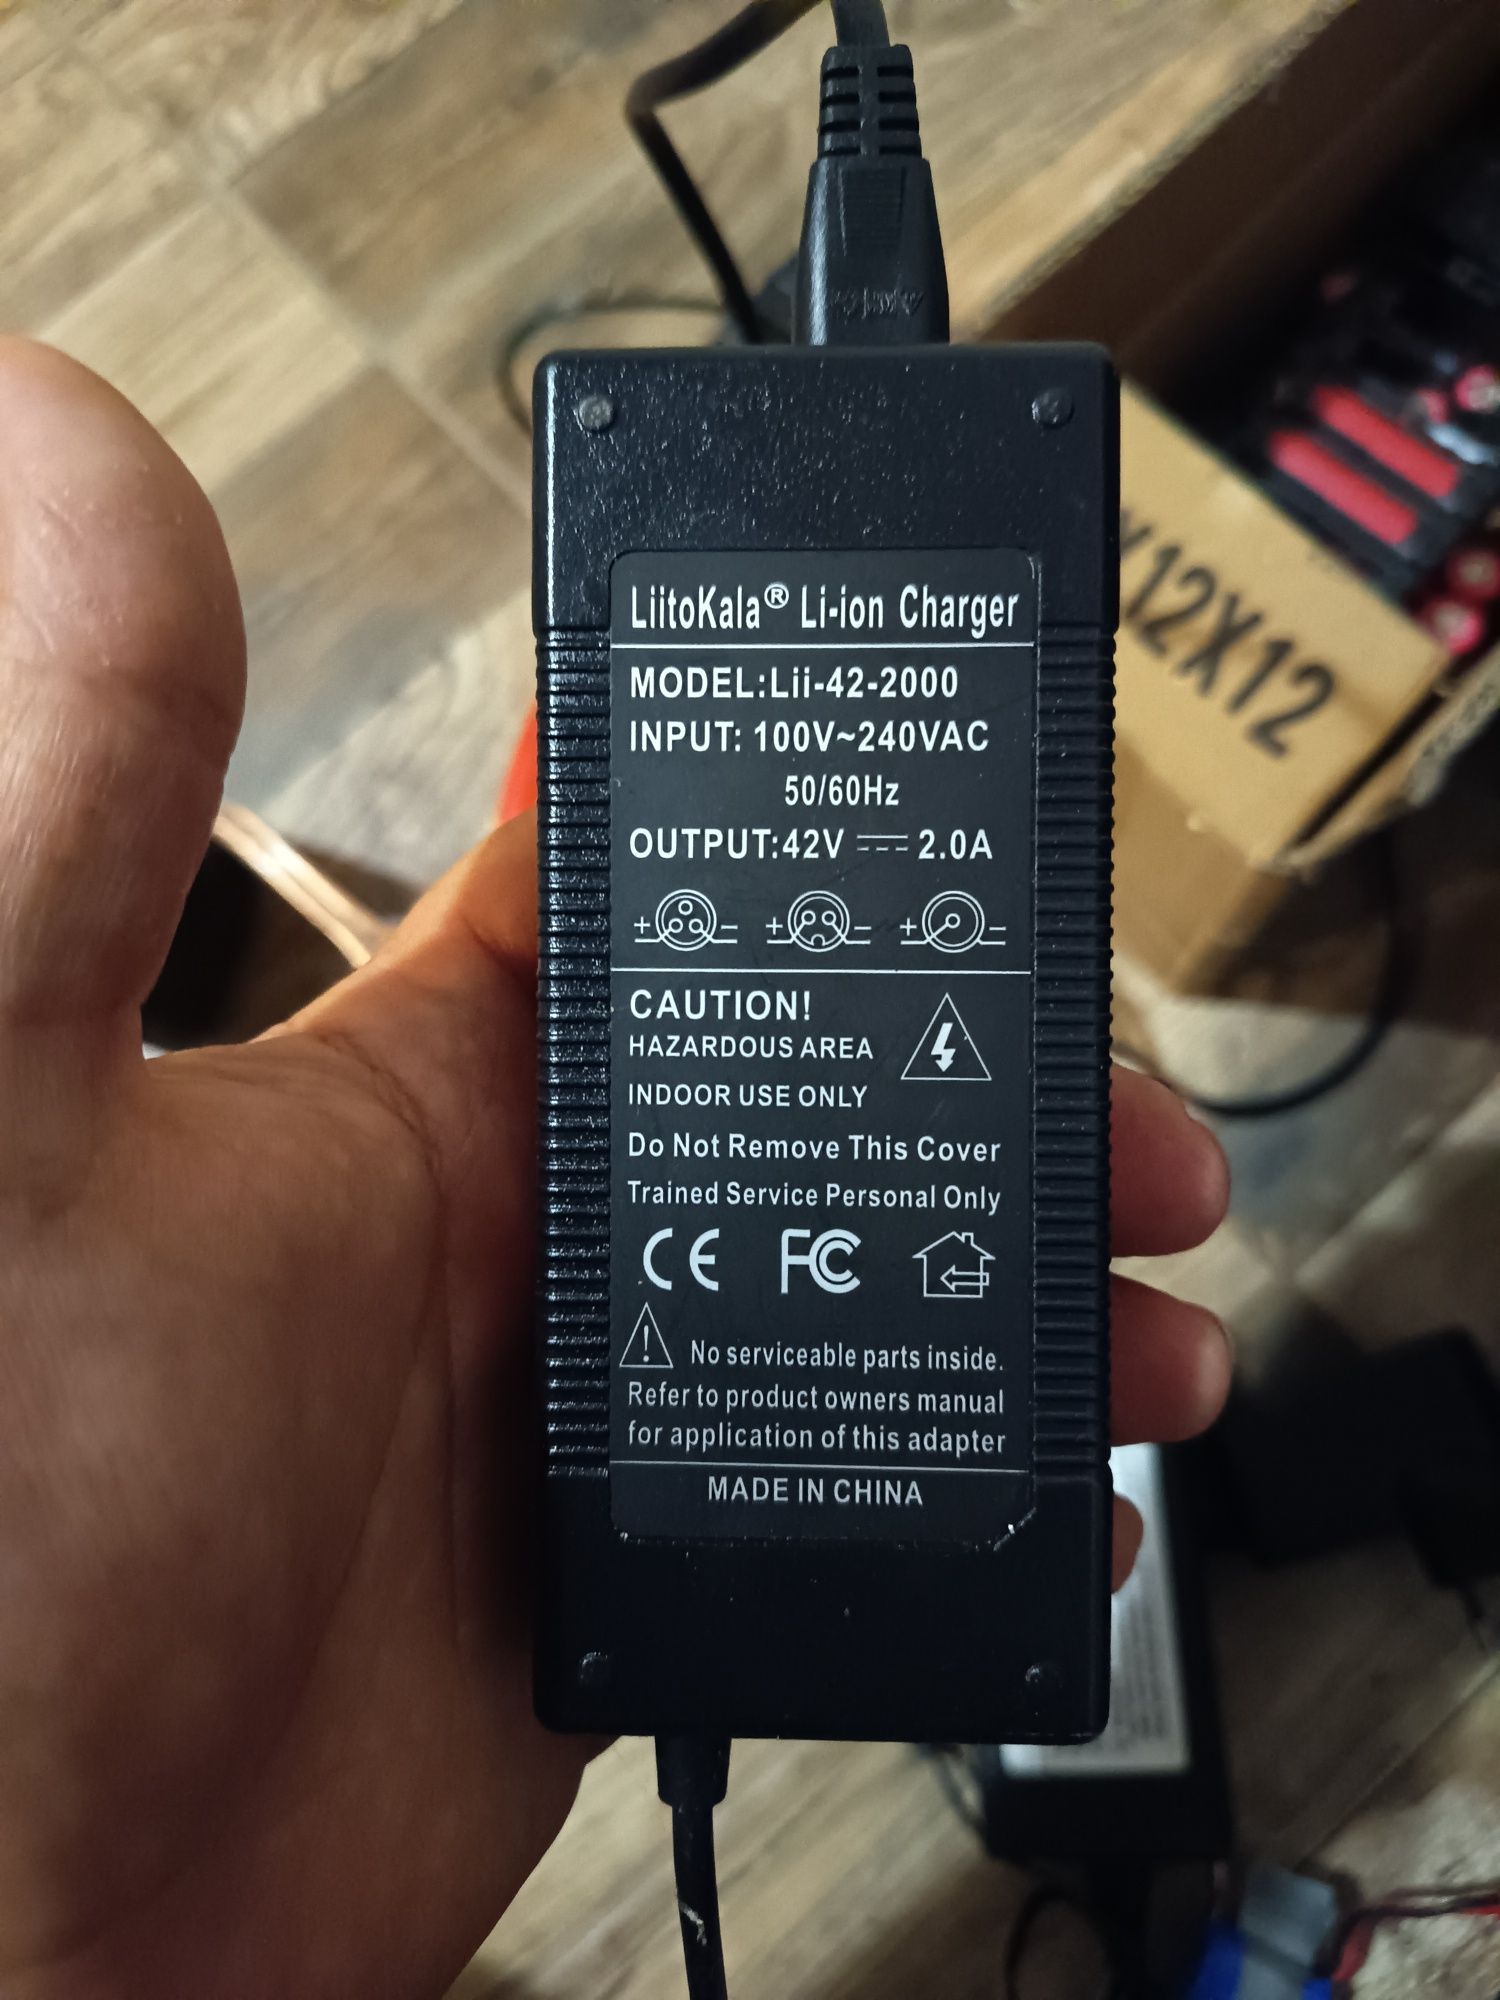 LiitoKala® Li-ion Charger
MODEL:Lii-42-2000
INPUT: 100V~240VAC
50/60Hz
OUTPUT:42V ⎓ 2.0A
+ −
+ −
+ −
CAUTION!
HAZARDOUS AREA
INDOOR USE ONLY
Do Not Remove This Cover
Trained Service Personal Only
CE FC
! No serviceable parts inside.
Refer to product owners manual
for application of this adapter
MADE IN CHINA
12X12